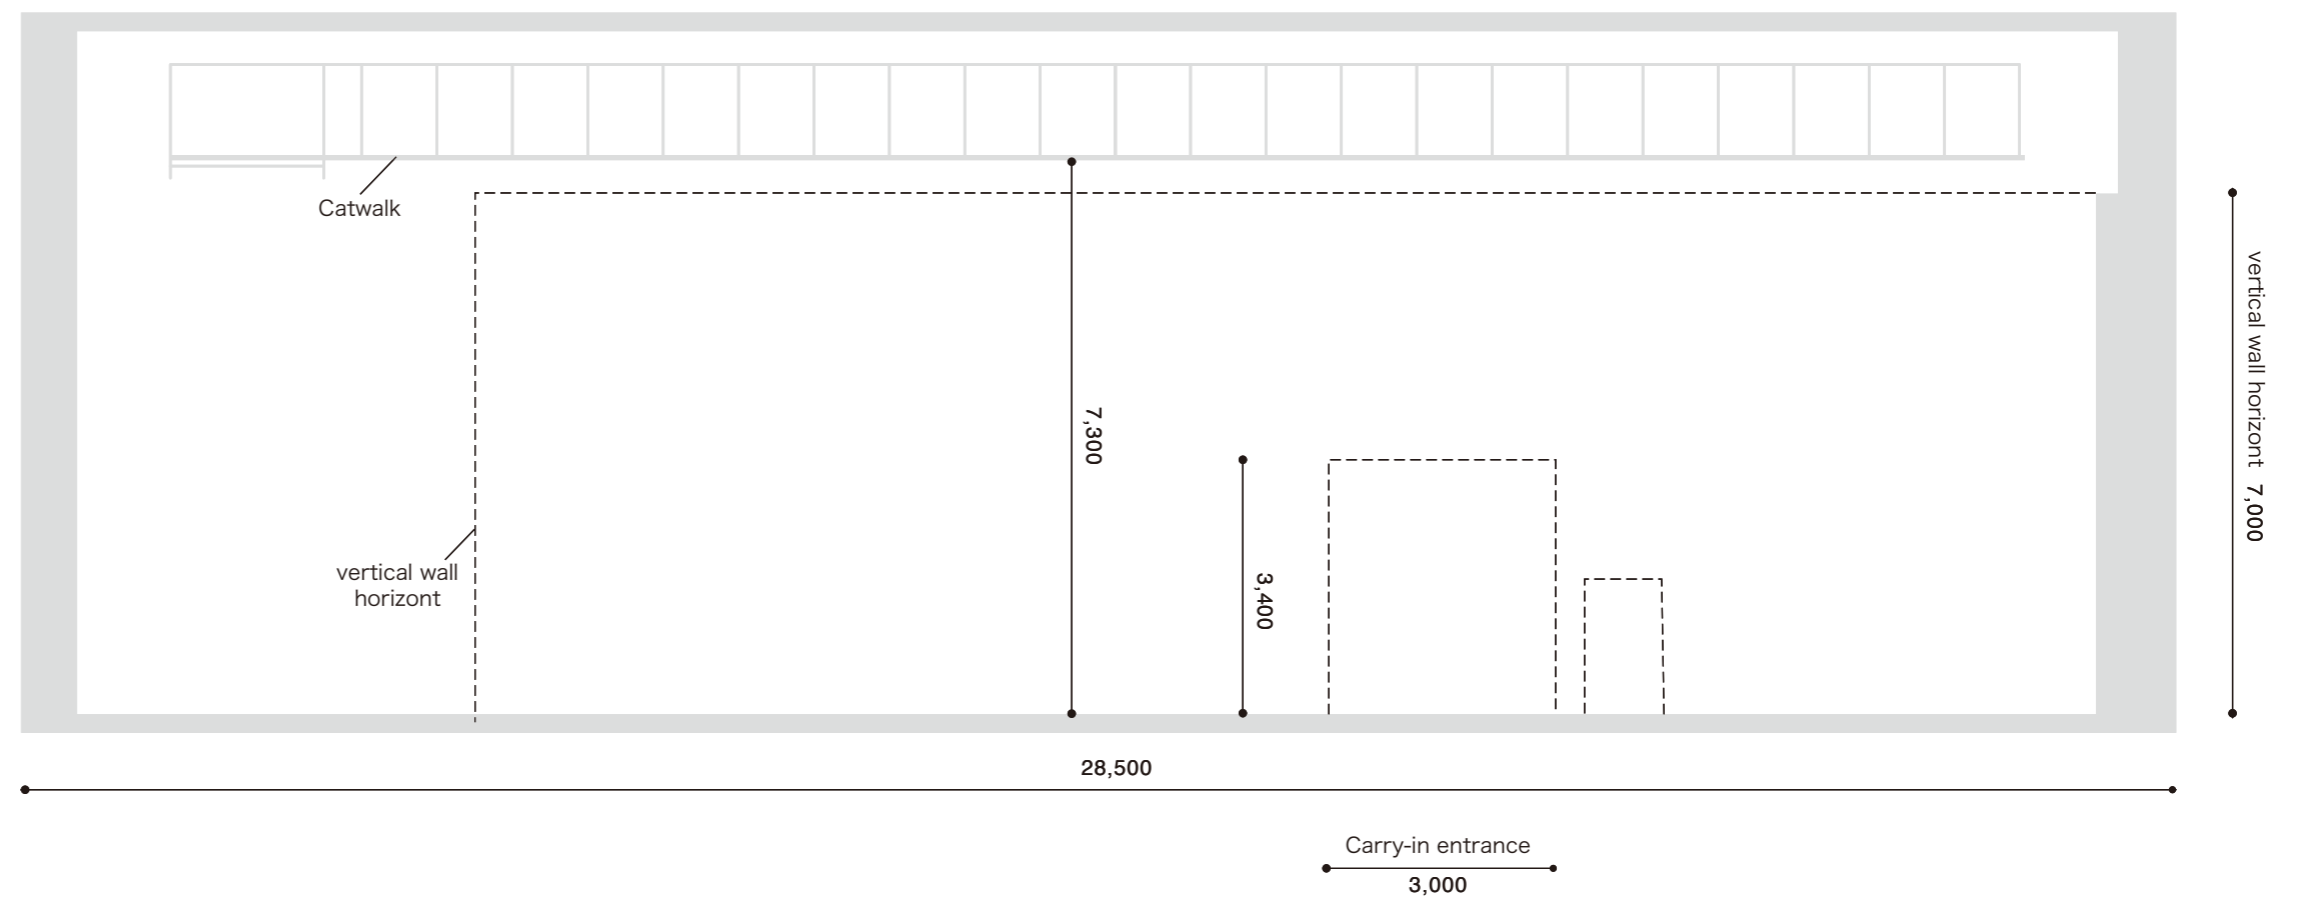 Catwalk
vertical wall horizont 7,000
7,300
vertical wall
horizont
3,400
28,500
Carry-in entrance
3,000